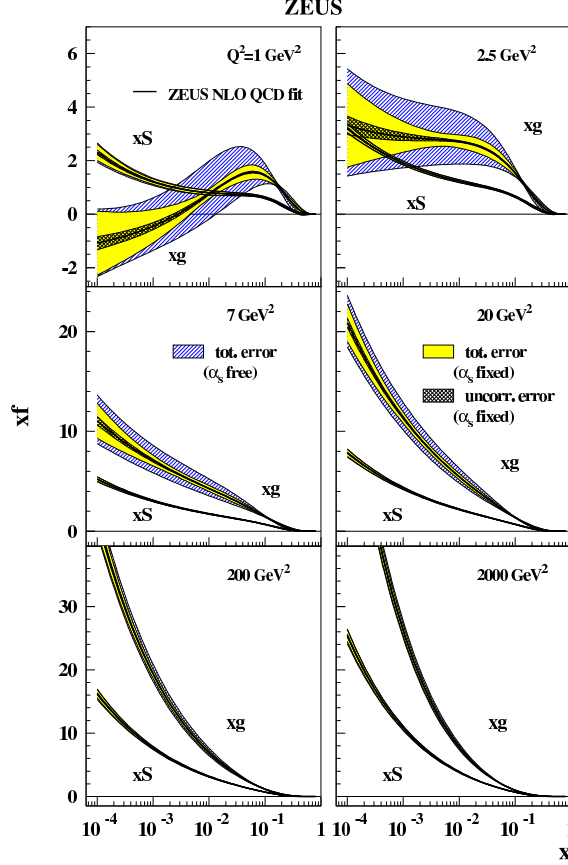 ZEUS
Q²=1 GeV²
2.5 GeV²
ZEUS NLO QCD fit
xS
xg
xg
xS
6
4
2
0
-2
7 GeV²
20 GeV²
tot. error
(αₛ free)
tot. error
(αₛ fixed)
uncorr. error
(αₛ fixed)
xg
xS
xg
xS
20
10
0
xf
200 GeV²
2000 GeV²
xg
xS
xg
xS
30
20
10
0
10⁻⁴ 10⁻³ 10⁻² 10⁻¹ 1
10⁻⁴ 10⁻³ 10⁻² 10⁻¹ 1
x